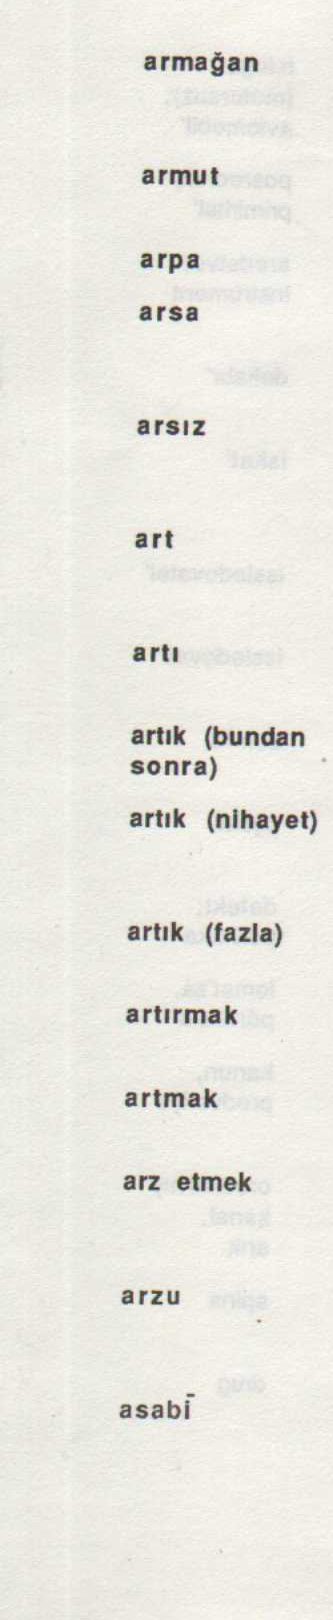 armağan
armut
arpa
arsa
arsız
art
artı
artık (bundan
sonra)
artık (nihayet)
artık (fazla)
artırmak
artmak
arz etmek
arzu
asabī